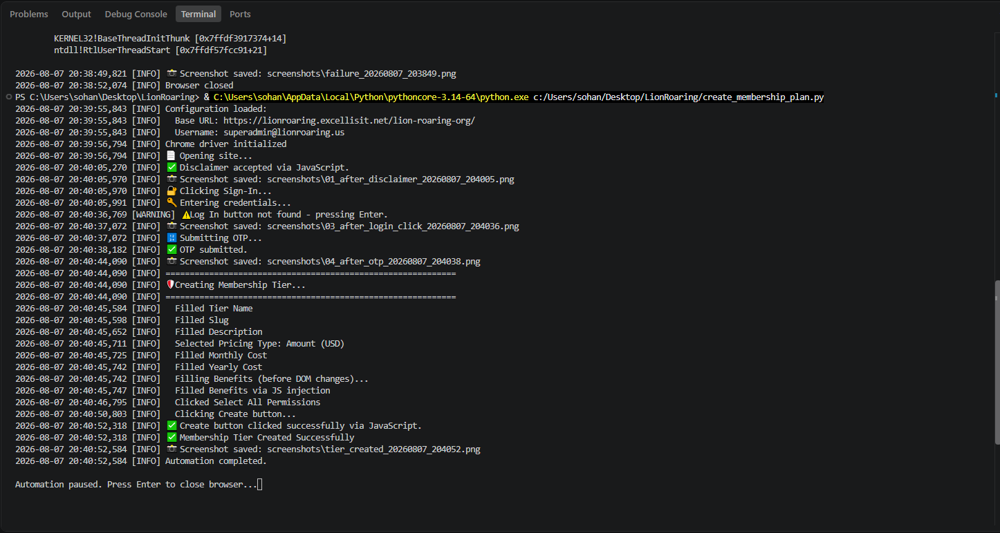 Problems Output Debug Console Terminal Ports
KERNEL32!BaseThreadInitThunk [0x7ffdf3917374+14]
ntdll!RtlUserThreadStart [0x7ffdf57fcc91+21]
2026-08-07 20:38:49,821 [INFO] 📸 Screenshot saved: screenshots\failure_20260807_203849.png
2026-08-07 20:38:52,074 [INFO] Browser closed
PS C:\Users\sohan\Desktop\LionRoaring> & C:\Users\sohan\AppData\Local\Python\pythoncore-3.14-64\python.exe c:/Users/sohan/Desktop/LionRoaring/create_membership_plan.py
2026-08-07 20:39:55,843 [INFO] Configuration loaded:
2026-08-07 20:39:55,843 [INFO]   Base URL: https://lionroaring.excellisit.net/lion-roaring-org/
2026-08-07 20:39:55,843 [INFO]   Username: superadmin@lionroaring.us
2026-08-07 20:39:56,794 [INFO] Chrome driver initialized
2026-08-07 20:39:56,794 [INFO] 📄 Opening site...
2026-08-07 20:40:05,270 [INFO] ✅ Disclaimer accepted via JavaScript.
2026-08-07 20:40:05,970 [INFO] 📸 Screenshot saved: screenshots\01_after_disclaimer_20260807_204005.png
2026-08-07 20:40:05,970 [INFO] 🔐 Clicking Sign-In...
2026-08-07 20:40:05,991 [INFO] 🔑 Entering credentials...
2026-08-07 20:40:36,769 [WARNING] ⚠️Log In button not found - pressing Enter.
2026-08-07 20:40:37,072 [INFO] 📸 Screenshot saved: screenshots\03_after_login_click_20260807_204036.png
2026-08-07 20:40:37,072 [INFO] 🔢 Submitting OTP...
2026-08-07 20:40:38,182 [INFO] ✅ OTP submitted.
2026-08-07 20:40:44,090 [INFO] 📸 Screenshot saved: screenshots\04_after_otp_20260807_204038.png
2026-08-07 20:40:44,090 [INFO] ============================================================
2026-08-07 20:40:44,090 [INFO] 🛡️Creating Membership Tier...
2026-08-07 20:40:44,090 [INFO] ============================================================
2026-08-07 20:40:45,584 [INFO]   Filled Tier Name
2026-08-07 20:40:45,598 [INFO]   Filled Slug
2026-08-07 20:40:45,652 [INFO]   Filled Description
2026-08-07 20:40:45,711 [INFO]   Selected Pricing Type: Amount (USD)
2026-08-07 20:40:45,725 [INFO]   Filled Monthly Cost
2026-08-07 20:40:45,742 [INFO]   Filled Yearly Cost
2026-08-07 20:40:45,742 [INFO]   Filling Benefits (before DOM changes)...
2026-08-07 20:40:45,747 [INFO]   Filled Benefits via JS injection
2026-08-07 20:40:46,795 [INFO]   Clicked Select All Permissions
2026-08-07 20:40:50,803 [INFO]   Clicking Create button...
2026-08-07 20:40:52,318 [INFO] ✅ Create button clicked successfully via JavaScript.
2026-08-07 20:40:52,318 [INFO] ✅ Membership Tier Created Successfully
2026-08-07 20:40:52,584 [INFO] 📸 Screenshot saved: screenshots\tier_created_20260807_204052.png
2026-08-07 20:40:52,584 [INFO] Automation completed.
Automation paused. Press Enter to close browser...